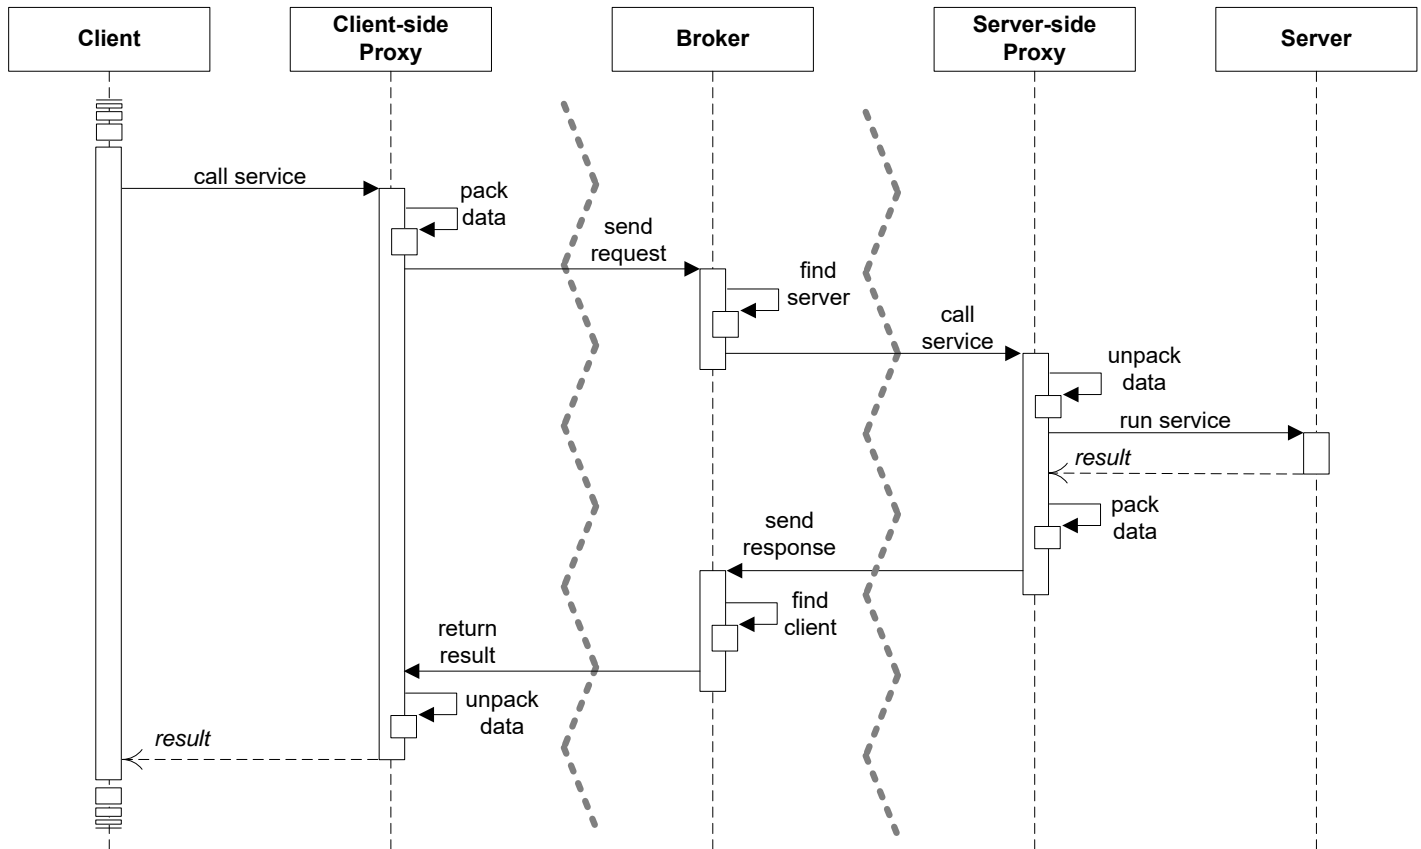 Client
Client-side
Proxy
Broker
Server-side
Proxy
Server
call service
pack
data
send
request
find
server
call
service
unpack
data
run service
result
pack
data
send
response
find
client
return
result
unpack
data
result